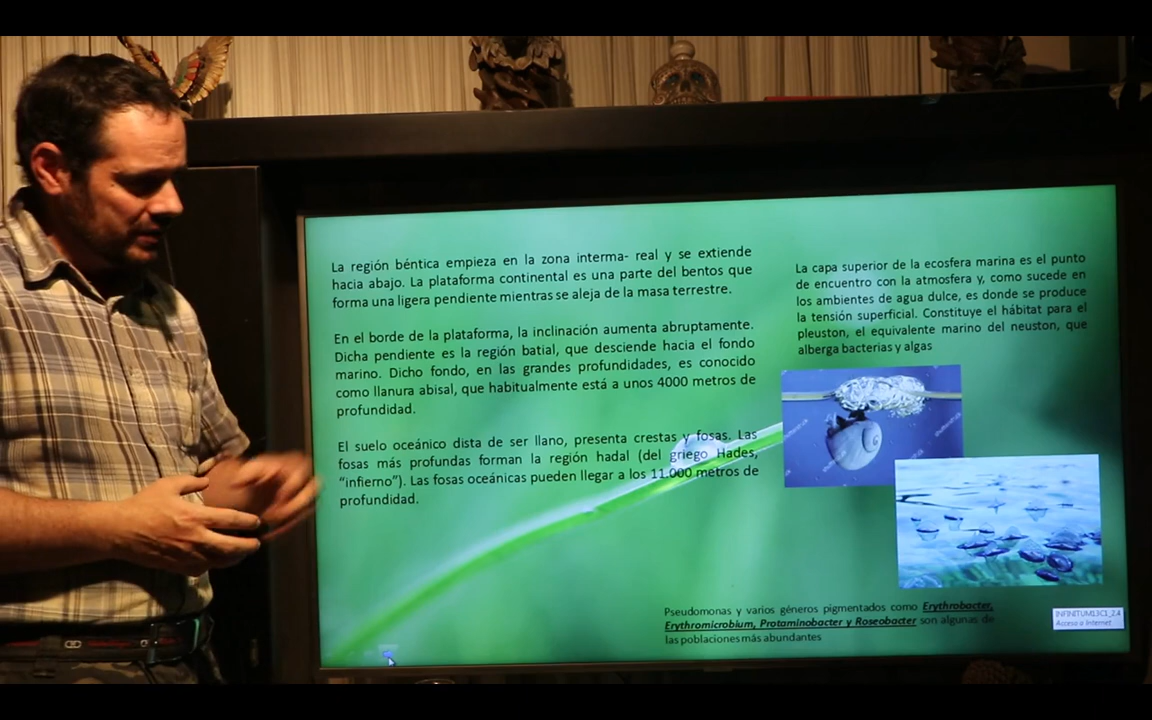 La región béntica empieza en la zona interma- real y se extiende
hacia abajo. La plataforma continental es una parte del bentos que
forma una ligera pendiente mientras se aleja de la masa terrestre.
En el borde de la plataforma, la inclinación aumenta abruptamente.
Dicha pendiente es la región batial, que desciende hacia el fondo
marino. Dicho fondo, en las grandes profundidades, es conocido
como llanura abisal, que habitualmente está a unos 4000 metros de
profundidad.
El suelo oceánico dista de ser llano, presenta crestas y fosas. Las
fosas más profundas forman la región hadal (del griego Hades,
“infierno”). Las fosas oceánicas pueden llegar a los 11.000 metros de
profundidad.
La capa superior de la ecosfera marina es el punto
de encuentro con la atmosfera y, como sucede en
los ambientes de agua dulce, es donde se produce
la tensión superficial. Constituye el hábitat para el
pleuston, el equivalente marino del neuston, que
alberga bacterias y algas
Pseudomonas y varios géneros pigmentados como Erythrobacter,
Erythromicrobium, Protaminobacter y Roseobacter son algunas de
las poblaciones más abundantes
INFINITUM13C1_2.4
Acceso a Internet